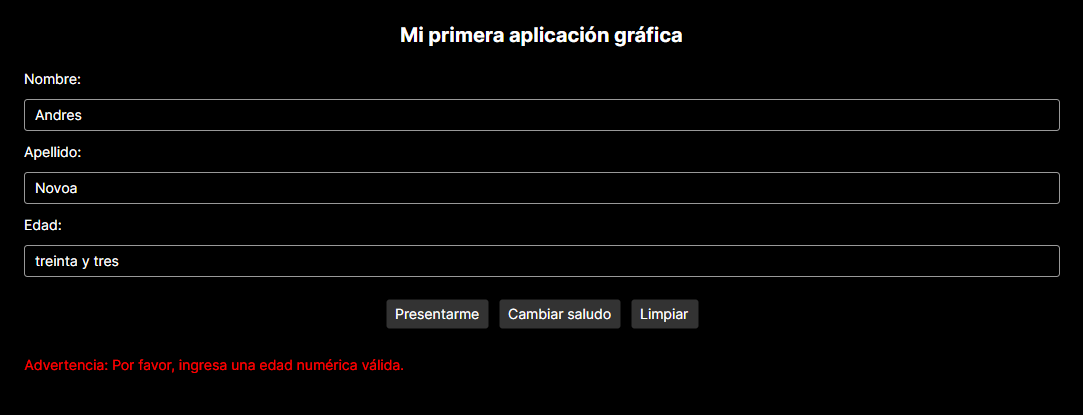 Mi primera aplicación gráfica
Nombre:
Andres
Apellido:
Novoa
Edad:
treinta y tres
Presentarme Cambiar saludo Limpiar
Advertencia: Por favor, ingresa una edad numérica válida.